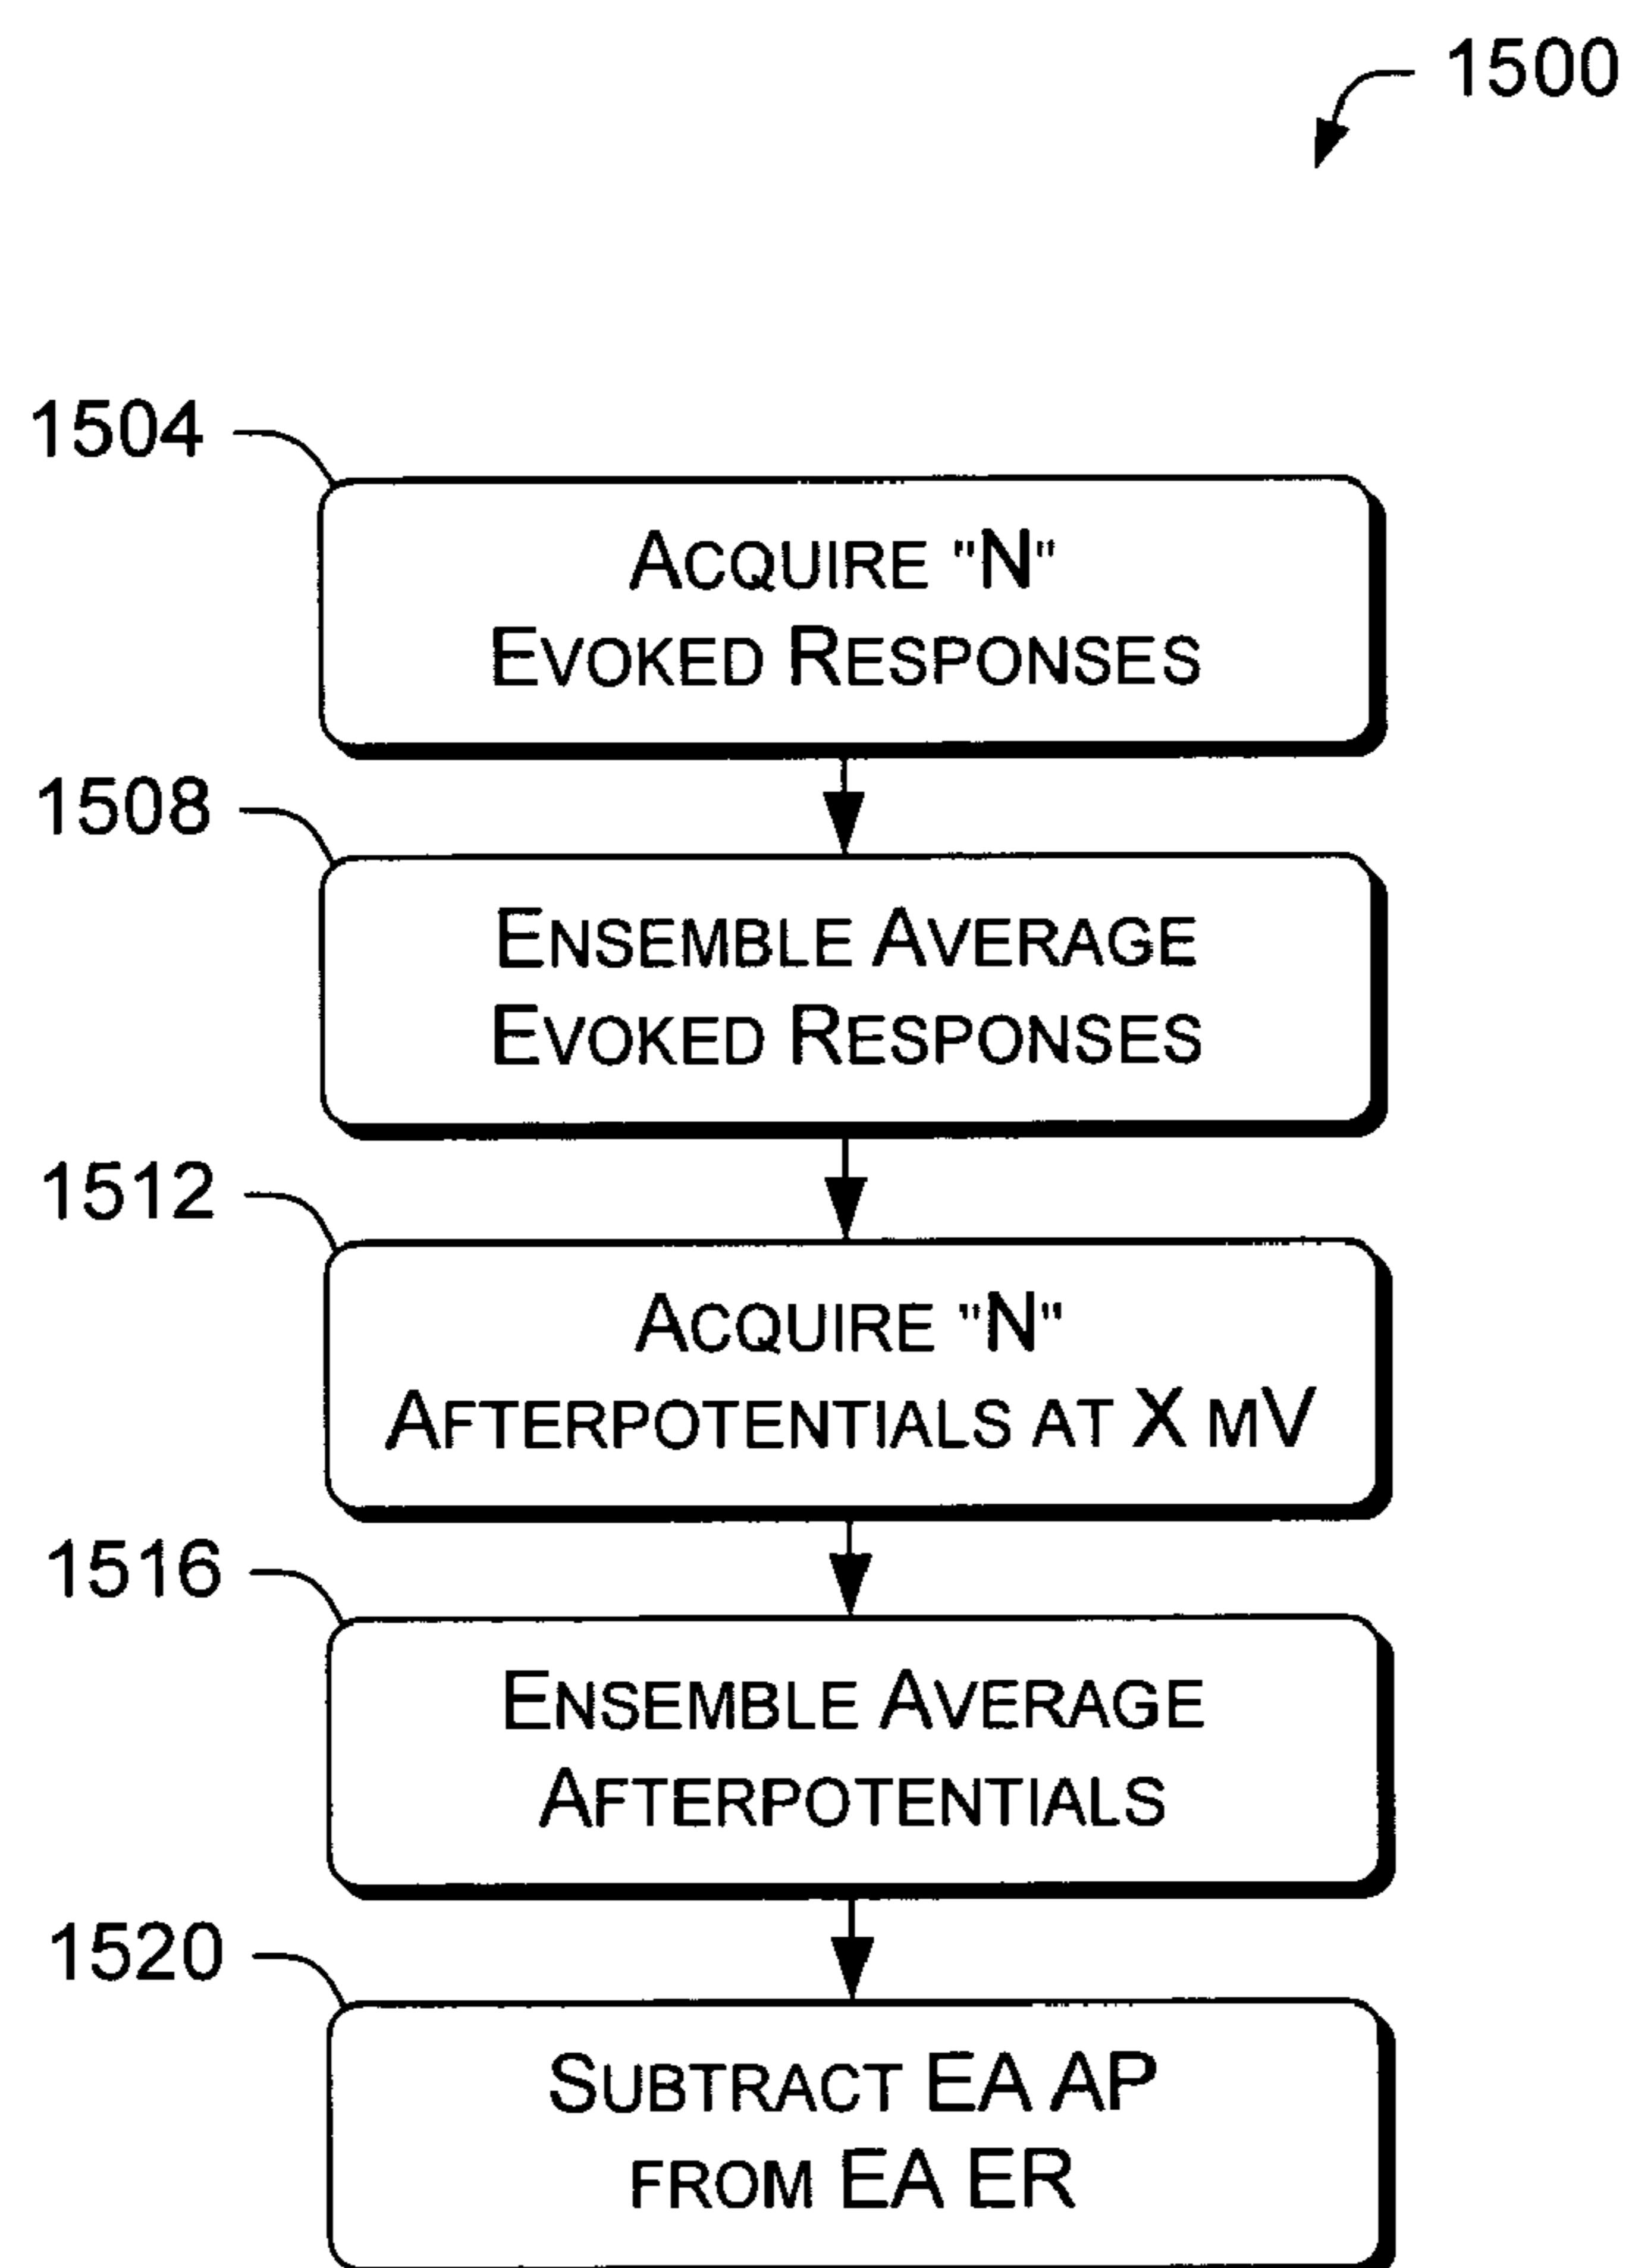 1500
1504
ACQUIRE "N"
EVOKED RESPONSES
1508
ENSEMBLE AVERAGE
EVOKED RESPONSES
1512
ACQUIRE "N"
AFTERPOTENTIALS AT X MV
1516
ENSEMBLE AVERAGE
AFTERPOTENTIALS
1520
SUBTRACT EA AP
FROM EA ER